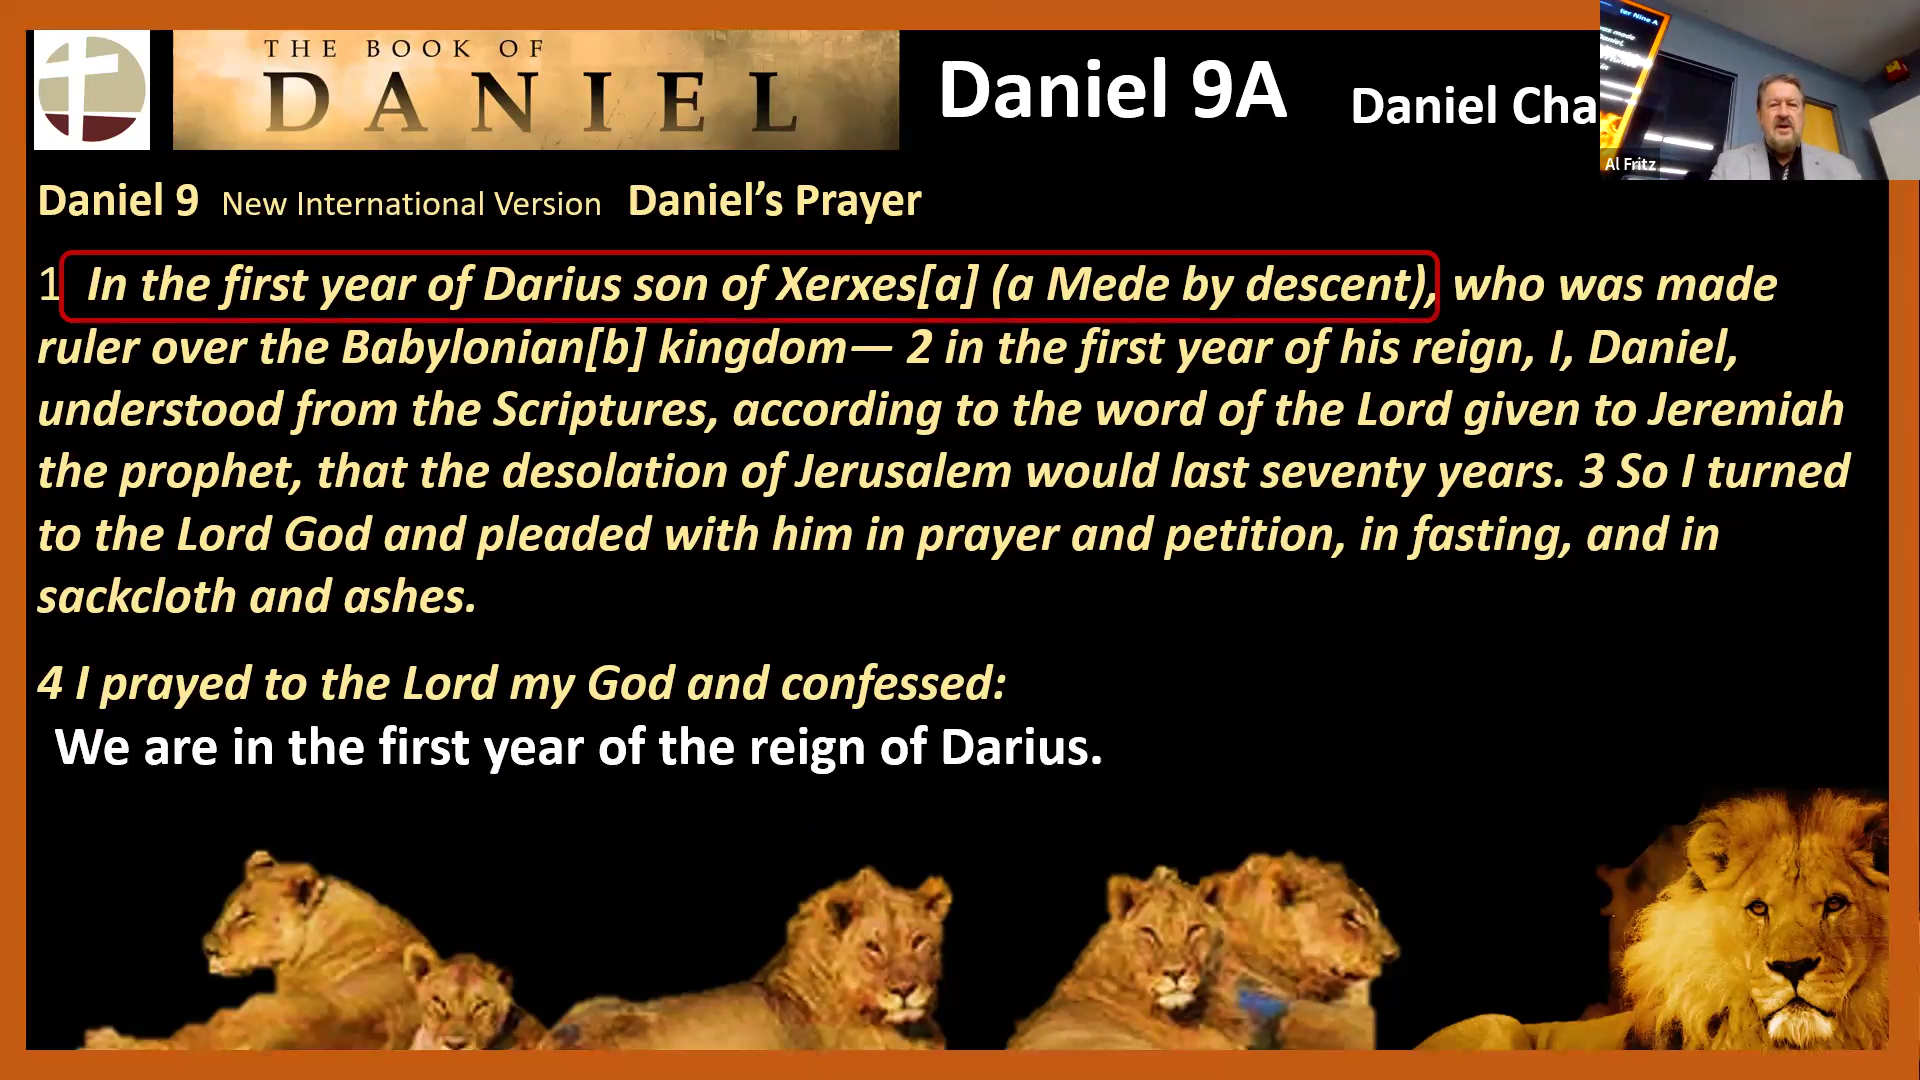 THE BOOK OF
DANIEL
Daniel 9A
Daniel Cha
ter Nine A
Al Fritz
Daniel 9 New International Version Daniel’s Prayer
1 In the first year of Darius son of Xerxes[a] (a Mede by descent), who was made
ruler over the Babylonian[b] kingdom— 2 in the first year of his reign, I, Daniel,
understood from the Scriptures, according to the word of the Lord given to Jeremiah
the prophet, that the desolation of Jerusalem would last seventy years. 3 So I turned
to the Lord God and pleaded with him in prayer and petition, in fasting, and in
sackcloth and ashes.
4 I prayed to the Lord my God and confessed:
We are in the first year of the reign of Darius.